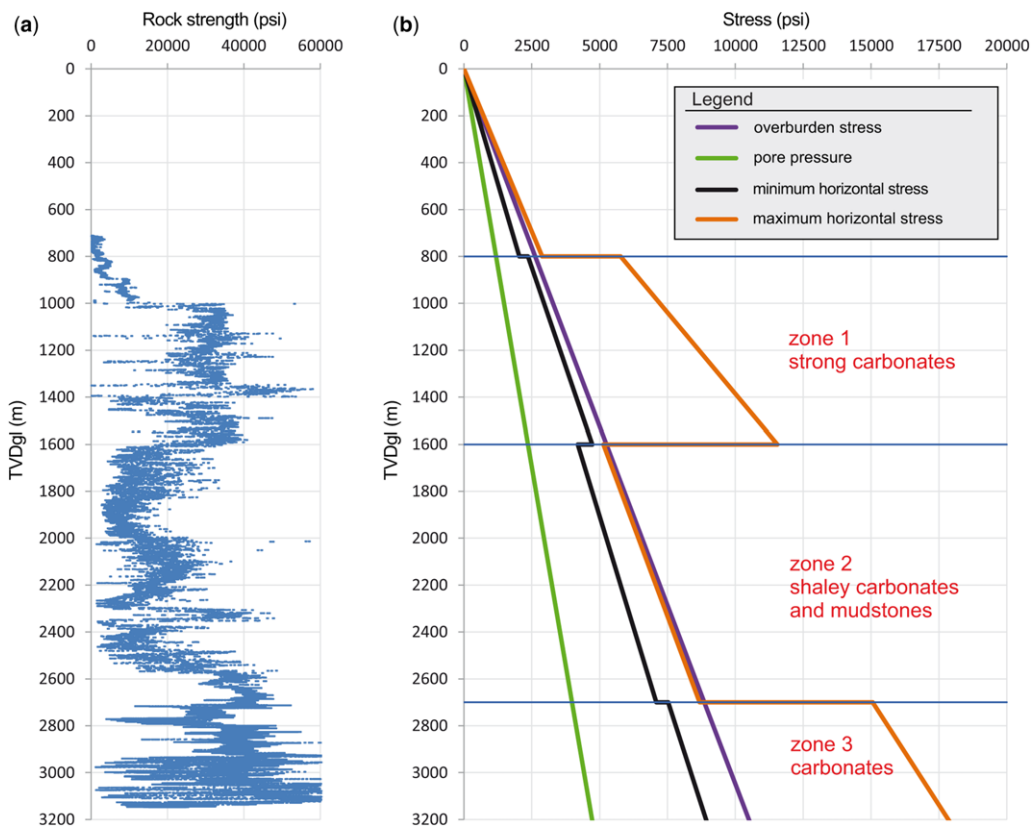 (a)
Rock strength (psi)
0 20000 40000 60000
TVDgl (m)
0
200
400
600
800
1000
1200
1400
1600
1800
2000
2200
2400
2600
2800
3000
3200
(b)
Stress (psi)
0 2500 5000 7500 10000 12500 15000 17500 20000
TVDgl (m)
0
200
400
600
800
1000
1200
1400
1600
1800
2000
2200
2400
2600
2800
3000
3200
Legend
overburden stress
pore pressure
minimum horizontal stress
maximum horizontal stress
zone 1
strong carbonates
zone 2
shaley carbonates
and mudstones
zone 3
carbonates